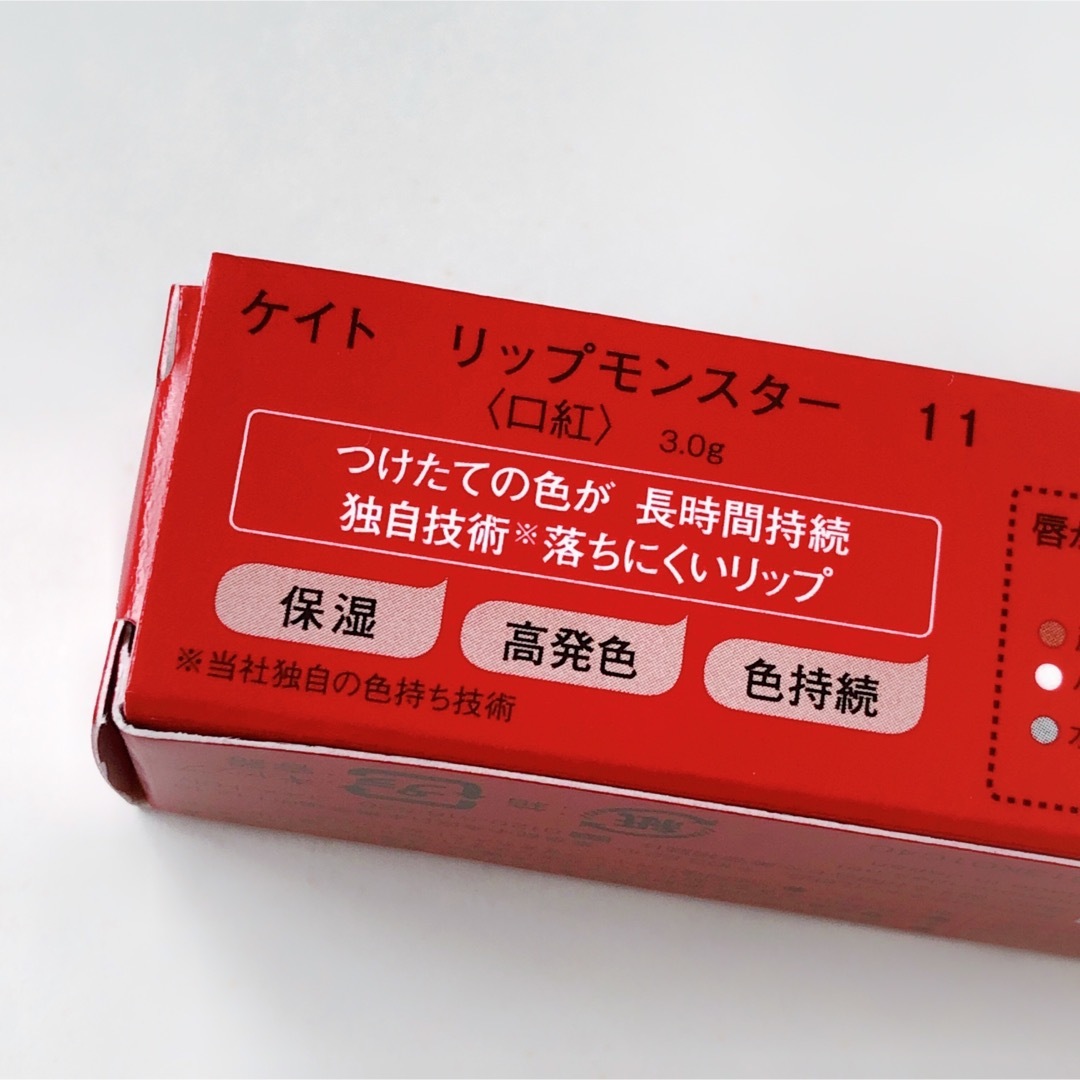 ケイト リップモンスター 11
〈口紅〉 3.0g
つけたての色が 長時間持続
独自技術※落ちにくいリップ
保湿
高発色
色持続
※当社独自の色持ち技術
唇